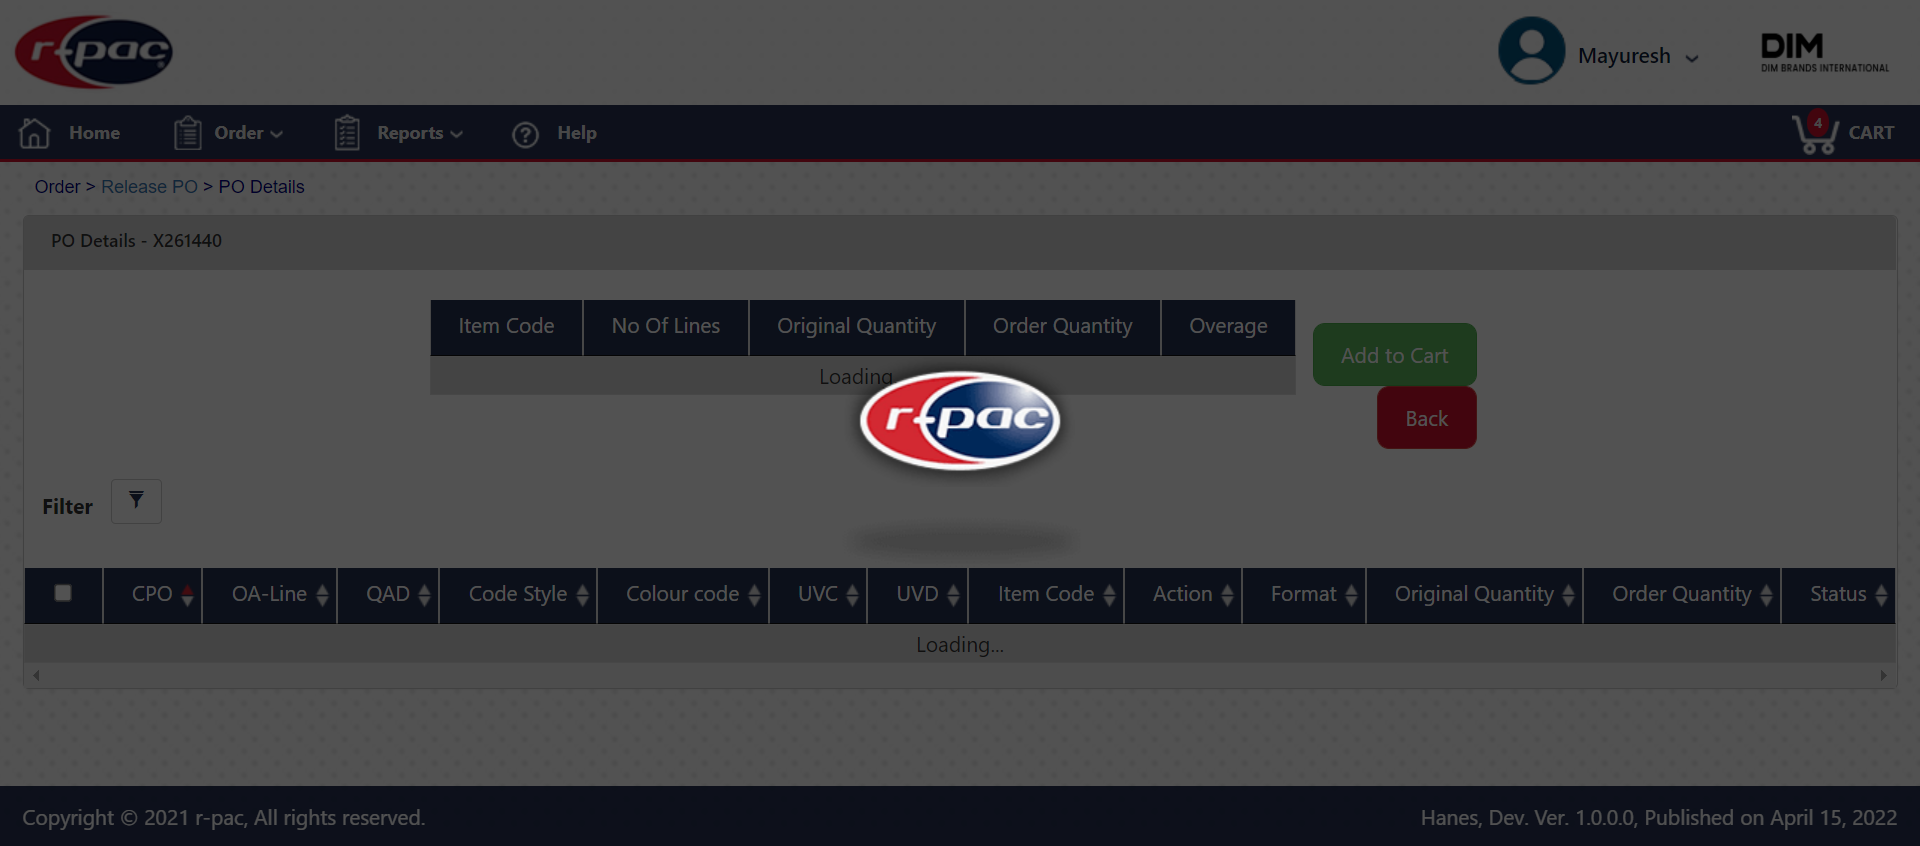 r-pac
Mayuresh
DIM
DIM BRANDS INTERNATIONAL
Home
Order
Reports
Help
4
CART
Order > Release PO > PO Details
PO Details - X261440
Item Code No Of Lines Original Quantity Order Quantity Overage
Loading
Add to Cart
Back
r-pac
Filter
CPO OA-Line QAD Code Style Colour code UVC UVD Item Code Action Format Original Quantity Order Quantity Status
Loading...
Copyright © 2021 r-pac, All rights reserved.
Hanes, Dev. Ver. 1.0.0.0, Published on April 15, 2022